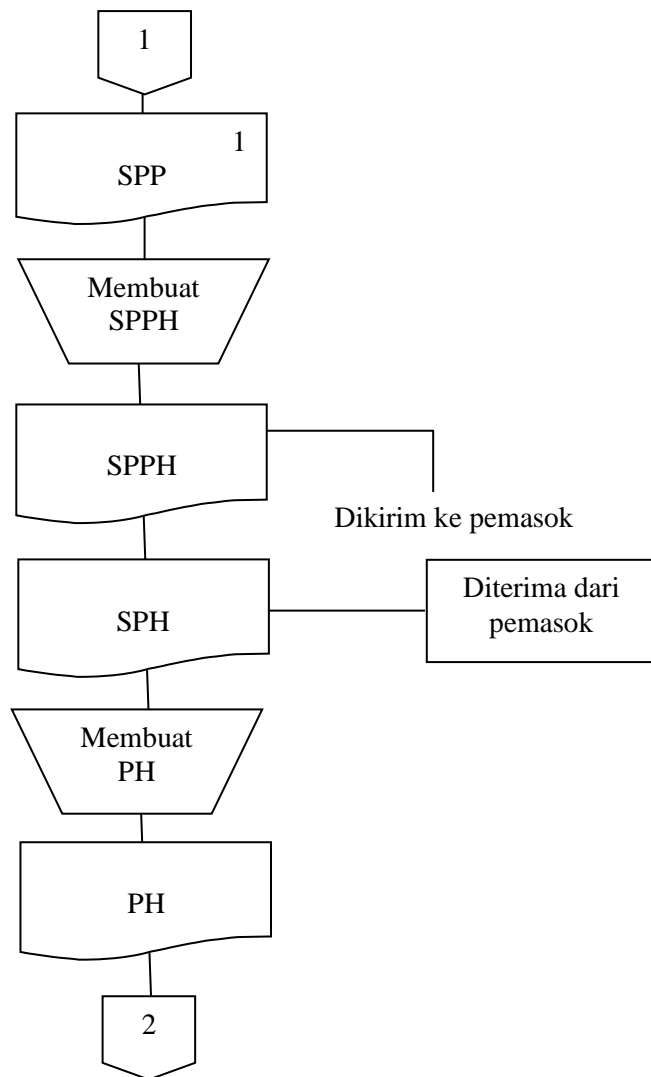 1
1
SPP
Membuat
SPPH
SPPH
Dikirim ke pemasok
SPH
Diterima dari
pemasok
Membuat
PH
PH
2